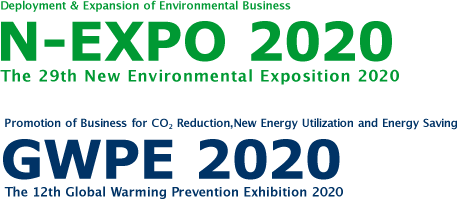 Deployment & Expansion of Environmental Business
N-EXPO 2020
The 29th New Environmental Exposition 2020
Promotion of Business for CO₂ Reduction,New Energy Utilization and Energy Saving
GWPE 2020
The 12th Global Warming Prevention Exhibition 2020